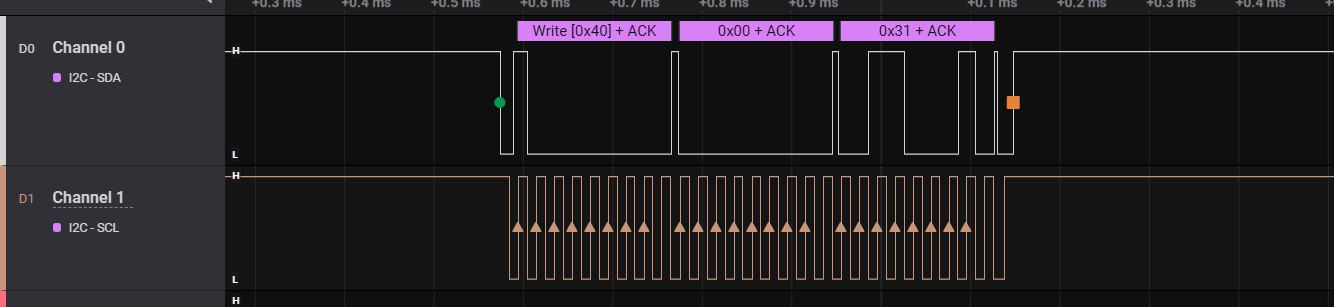 +0.3 ms +0.4 ms +0.5 ms +0.6 ms +0.7 ms +0.8 ms +0.9 ms +0.1 ms +0.2 ms +0.3 ms +0.4 ms
Write [0x40] + ACK 0x00 + ACK 0x31 + ACK
D0 Channel 0 H
I2C - SDA
L
H
D1 Channel 1
I2C - SCL
L
H